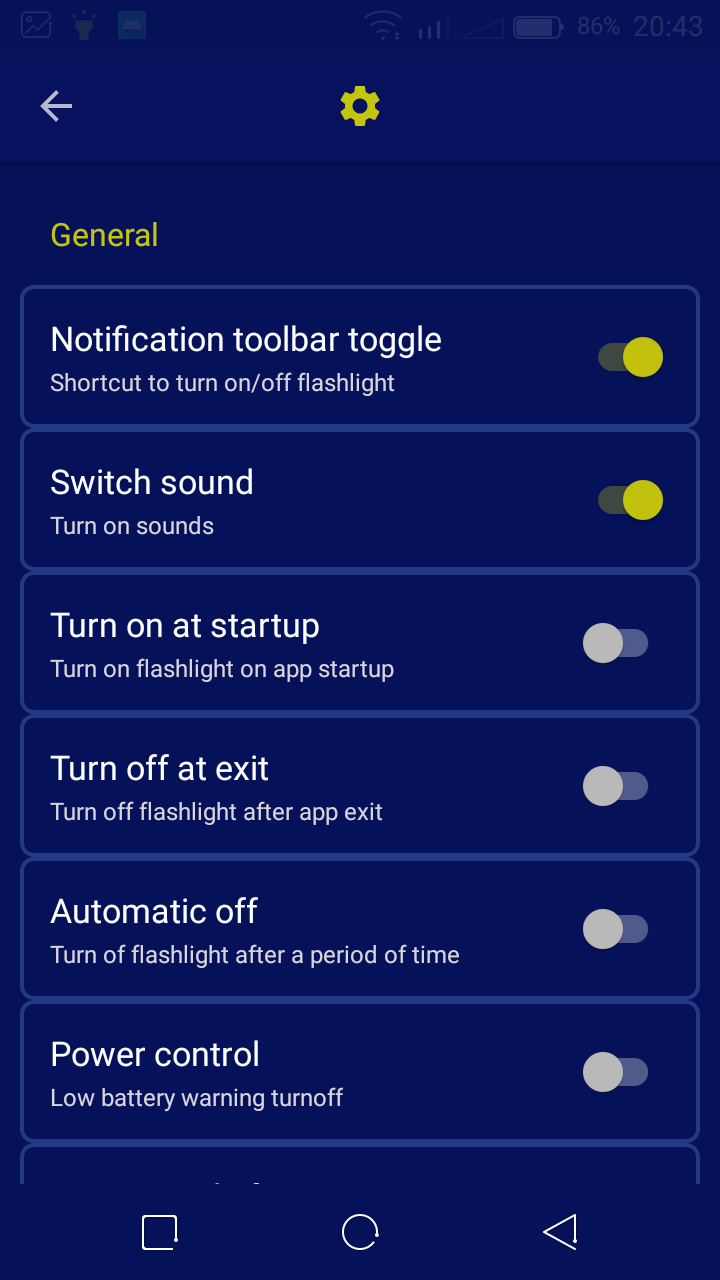 86% 20:43
General
Notification toolbar toggle
Shortcut to turn on/off flashlight
Switch sound
Turn on sounds
Turn on at startup
Turn on flashlight on app startup
Turn off at exit
Turn off flashlight after app exit
Automatic off
Turn of flashlight after a period of time
Power control
Low battery warning turnoff